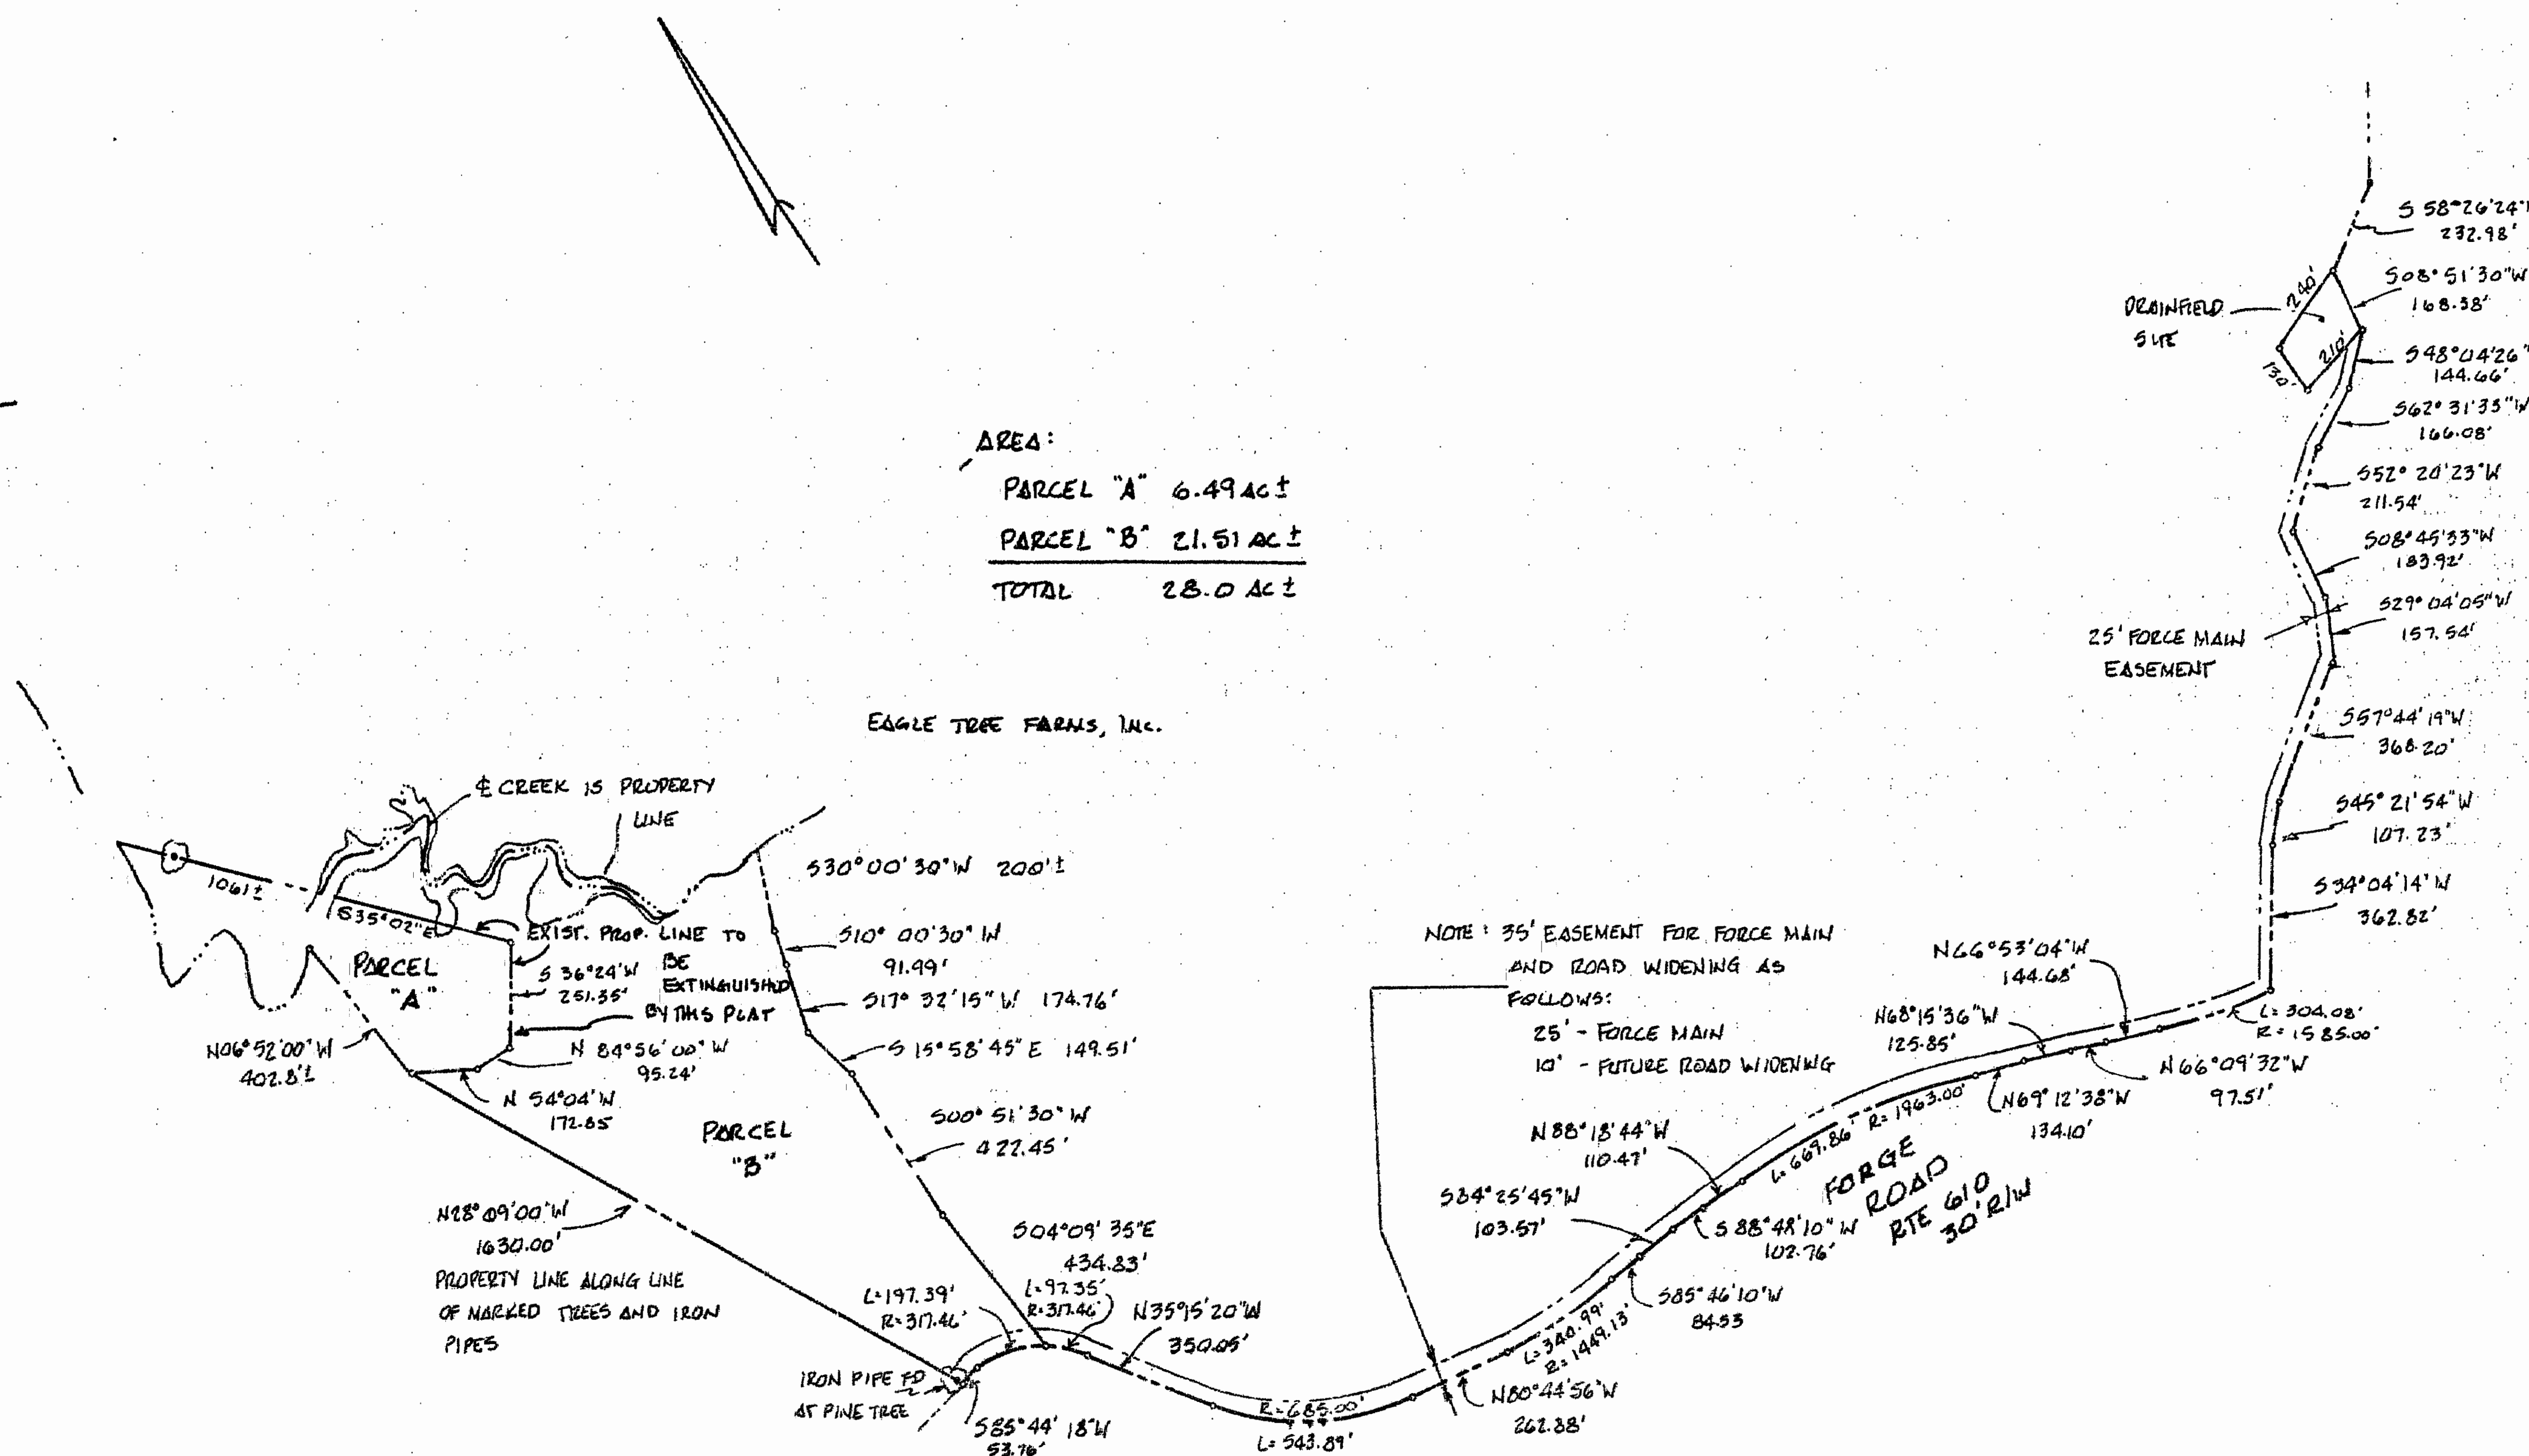 AREA:
PARCEL "A" 6.49 AC ±
PARCEL "B" 21.51 AC ±
TOTAL 28.0 AC ±
EAGLE TREE FARMS, INC.
℄ CREEK IS PROPERTY
LINE
1061±
S35°02"E
EXIST. PROP. LINE TO
BE
EXTINGUISHED
BY THIS PLAT
S 36°24'W
251.35'
PARCEL
"A"
N06°52'00"W
402.8'±
N 84°56'00" W
95.24'
N 54°04'W
172.85
PARCEL
"B"
N28°09'00"W
1630.00'
PROPERTY LINE ALONG LINE
OF MARKED TREES AND IRON
PIPES
S30°00'30"W 200'±
S10° 00'30" W
91.99'
S17° 32'15" W 174.76'
S 15°58'45" E 149.51'
S00° 51'30" W
422.45'
S04°09'35"E
434.83'
L=97.35'
R=317.46'
L=197.39'
R=317.46'
N35°15'20"W
350.05'
IRON PIPE FD
AT PINE TREE
S85°44'18"W
53.76'
R=685.00'
L=543.89'
N80°44'56"W
262.88'
L=340.99'
R=1449.13'
S85°46'10"W
84.53
S84°25'45"W
103.57'
S 88°48'10" W
102.76'
N88°18'44"W
110.47'
L=669.86' R=1963.00'
FORGE
ROAD
RTE 610
30' R/W
NOTE: 35' EASEMENT FOR FORCE MAIN
AND ROAD WIDENING AS
FOLLOWS:
25' - FORCE MAIN
10' - FUTURE ROAD WIDENING
N69°12'38"W
134.10'
N68°15'36"W
125.85'
N66°09'32"W
97.51'
N66°53'04"W
144.68'
L=304.08'
R=1585.00'
S34°04'14"W
362.82'
S45°21'54"W
107.23'
S57°44'19"W
368.20'
25' FORCE MAIN
EASEMENT
S29°04'05"W
157.54'
S08°45'33"W
183.92'
S52°20'23"W
211.54'
S62°31'33"W
166.08'
S48°04'26"
144.66'
S08°51'30"W
168.38'
S 58°26'24"
232.98'
DRAINFIELD
SITE
240'
210'
130'